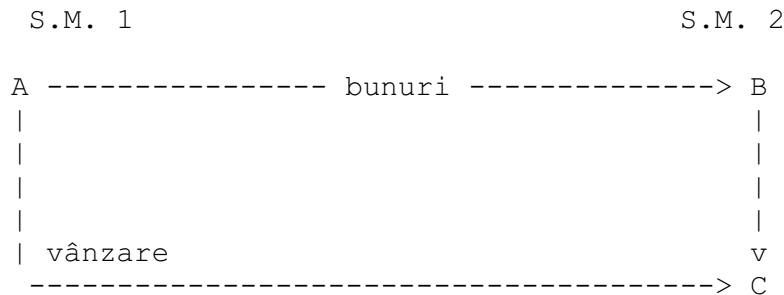 S.M. 1 S.M. 2
A ---------------- bunuri --------------> B
| |
| |
| |
| |
| vânzare v
----------------------------------------> C